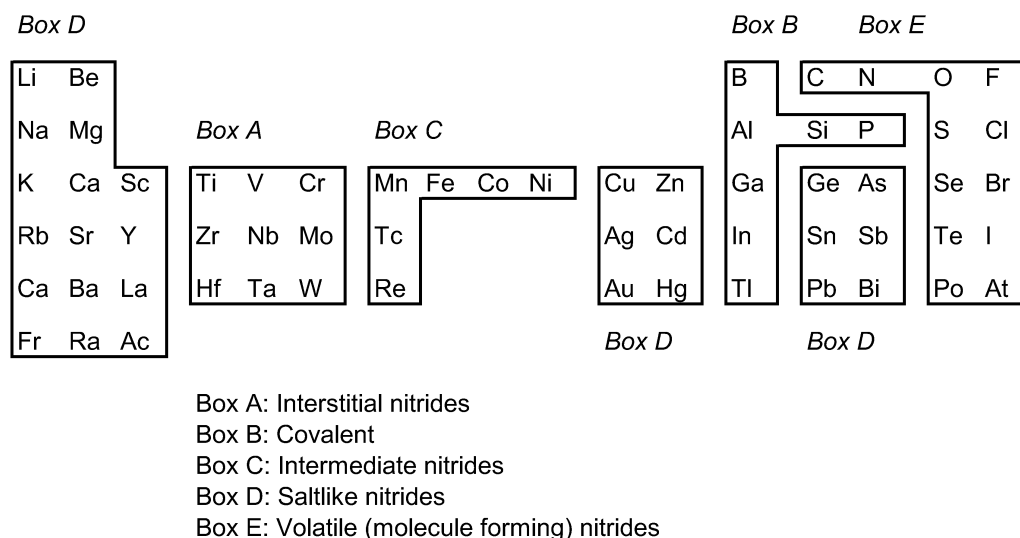 Box D Box B Box E
Li Be B C N O F
Na Mg Box A Box C Al Si P S Cl
K Ca Sc Ti V Cr Mn Fe Co Ni Cu Zn Ga Ge As Se Br
Rb Sr Y Zr Nb Mo Tc Ag Cd In Sn Sb Te I
Ca Ba La Hf Ta W Re Au Hg Tl Pb Bi Po At
Fr Ra Ac Box D Box D
Box A: Interstitial nitrides
Box B: Covalent
Box C: Intermediate nitrides
Box D: Saltlike nitrides
Box E: Volatile (molecule forming) nitrides